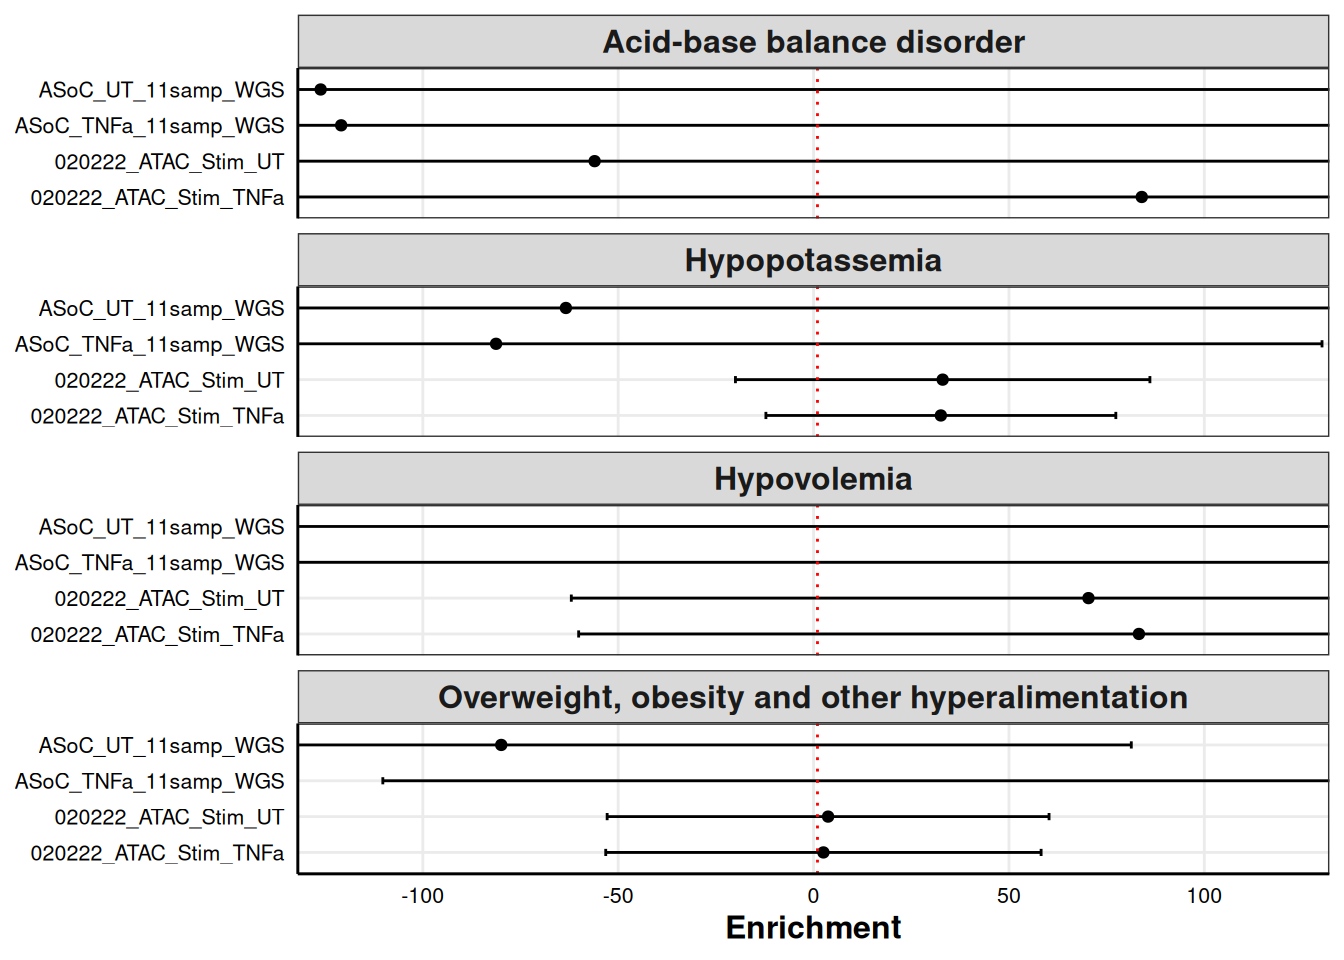 Acid-base balance disorder
ASoC_UT_11samp_WGS
ASoC_TNFa_11samp_WGS
020222_ATAC_Stim_UT
020222_ATAC_Stim_TNFa
Hypopotassemia
ASoC_UT_11samp_WGS
ASoC_TNFa_11samp_WGS
020222_ATAC_Stim_UT
020222_ATAC_Stim_TNFa
Hypovolemia
ASoC_UT_11samp_WGS
ASoC_TNFa_11samp_WGS
020222_ATAC_Stim_UT
020222_ATAC_Stim_TNFa
Overweight, obesity and other hyperalimentation
ASoC_UT_11samp_WGS
ASoC_TNFa_11samp_WGS
020222_ATAC_Stim_UT
020222_ATAC_Stim_TNFa
-100 -50 0 50 100
Enrichment